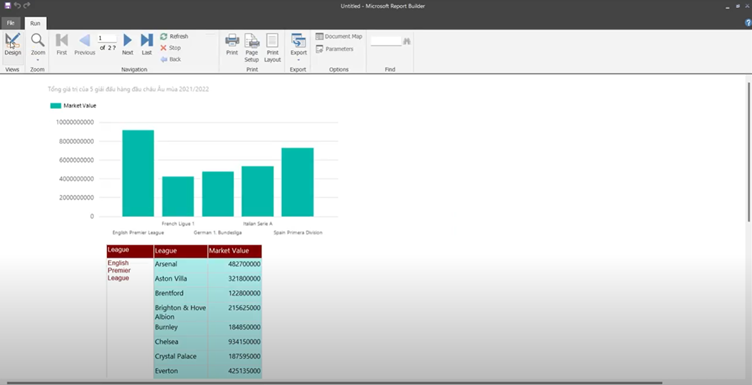 Untitled - Microsoft Report Builder
File
Run
Design
Zoom
First
Previous
1
of 2 ?
Next
Last
Refresh
Stop
Back
Print
Page Setup
Print Layout
Export
Document Map
Parameters
Views
Zoom
Navigation
Print
Export
Options
Find
Tổng giá trị của 5 giải đấu hàng đầu châu Âu mùa 2021/2022
Market Value
10000000000
8000000000
6000000000
4000000000
2000000000
0
French Ligue 1
Italian Serie A
English Premier League
German 1. Bundesliga
Spain Primera Division
League League Market Value
English Premier League
Arsenal 482700000
Aston Villa 321800000
Brentford 122800000
Brighton & Hove Albion 215625000
Burnley 184850000
Chelsea 934150000
Crystal Palace 187595000
Everton 425135000